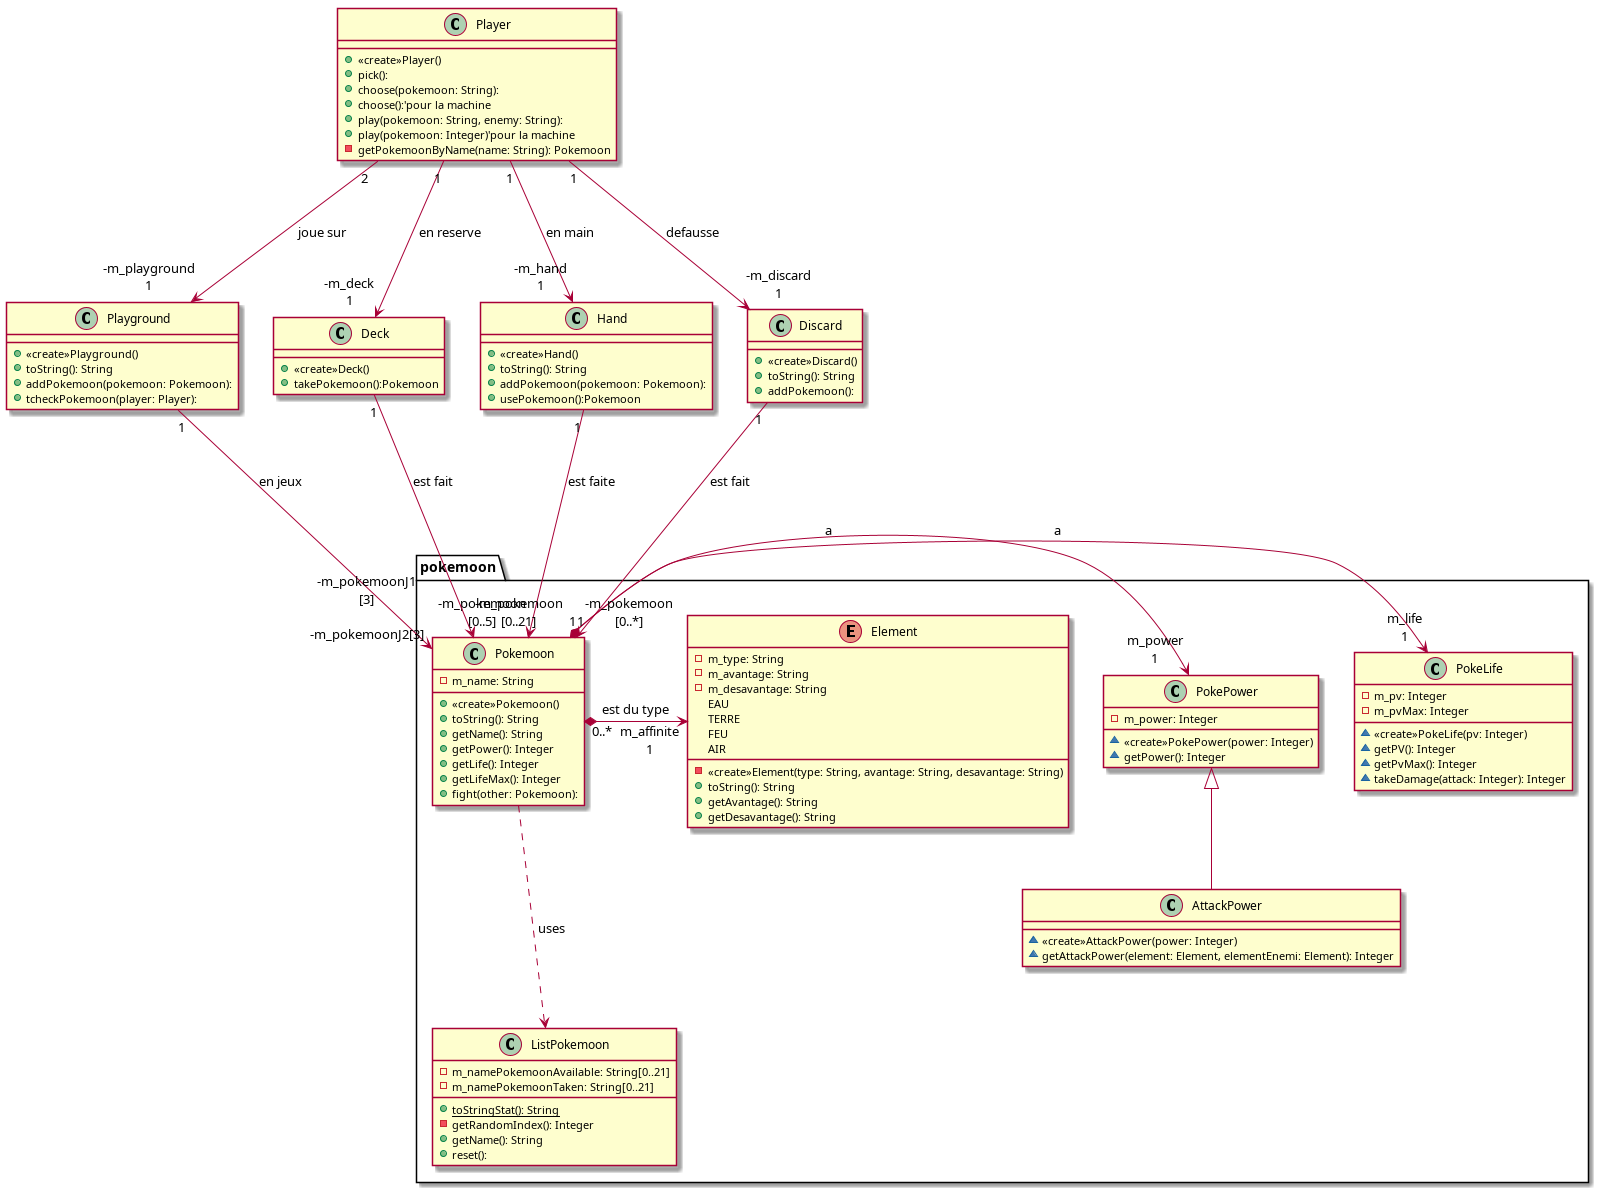 Player
«create»Player()
pick():
choose(pokemoon: String):
choose():'pour la machine
play(pokemoon: String, enemy: String):
play(pokemoon: Integer)'pour la machine
getPokemoonByName(name: String): Pokemoon
2
1
1
1
joue sur
en reserve
en main
defausse
-m_playground
1
-m_deck
1
-m_hand
1
-m_discard
1
Playground
«create»Playground()
toString(): String
addPokemoon(pokemoon: Pokemoon):
tcheckPokemoon(player: Player):
Deck
«create»Deck()
takePokemoon():Pokemoon
Hand
«create»Hand()
toString(): String
addPokemoon(pokemoon: Pokemoon):
usePokemoon():Pokemoon
Discard
«create»Discard()
toString(): String
addPokemoon():
1
1
1
1
en jeux
est fait
est faite
est fait
a
a
pokemoon
-m_pokemoonJ1
[3]
-m_pokemoonJ2[3]
-m_pokemoon
[0..5]
-m_pokemoon
[0..21]
-m_pokemoon
[0..*]
1
1
m_power
1
m_life
1
Pokemoon
m_name: String
«create»Pokemoon()
toString(): String
getName(): String
getPower(): Integer
getLife(): Integer
getLifeMax(): Integer
fight(other: Pokemoon):
est du type
0..*
m_affinite
1
Element
m_type: String
m_avantage: String
m_desavantage: String
EAU
TERRE
FEU
AIR
«create»Element(type: String, avantage: String, desavantage: String)
toString(): String
getAvantage(): String
getDesavantage(): String
PokePower
m_power: Integer
«create»PokePower(power: Integer)
getPower(): Integer
PokeLife
m_pv: Integer
m_pvMax: Integer
«create»PokeLife(pv: Integer)
getPV(): Integer
getPvMax(): Integer
takeDamage(attack: Integer): Integer
uses
AttackPower
«create»AttackPower(power: Integer)
getAttackPower(element: Element, elementEnemi: Element): Integer
ListPokemoon
m_namePokemoonAvailable: String[0..21]
m_namePokemoonTaken: String[0..21]
toStringStat(): String
getRandomIndex(): Integer
getName(): String
reset():